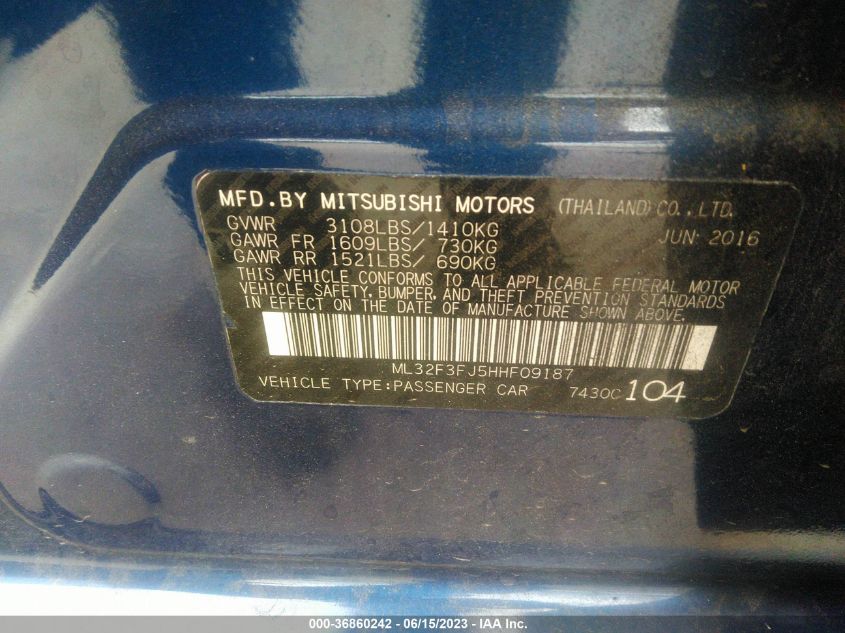 MFD.BY MITSUBISHI MOTORS (THAILAND) CO., LTD.
GVWR 3108LBS/1410KG JUN 2016
GAWR FR 1609LBS/ 730KG
GAWR RR 1521LBS/ 690KG
THIS VEHICLE CONFORMS TO ALL APPLICABLE FEDERAL MOTOR
VEHICLE SAFETY, BUMPER, AND THEFT PREVENTION STANDARDS
IN EFFECT ON THE DATE OF MANUFACTURE SHOWN ABOVE.
ML32F3FJ5HHF09187
VEHICLE TYPE:PASSENGER CAR 7430C 104
000-36860242 - 06/15/2023 - IAA Inc.